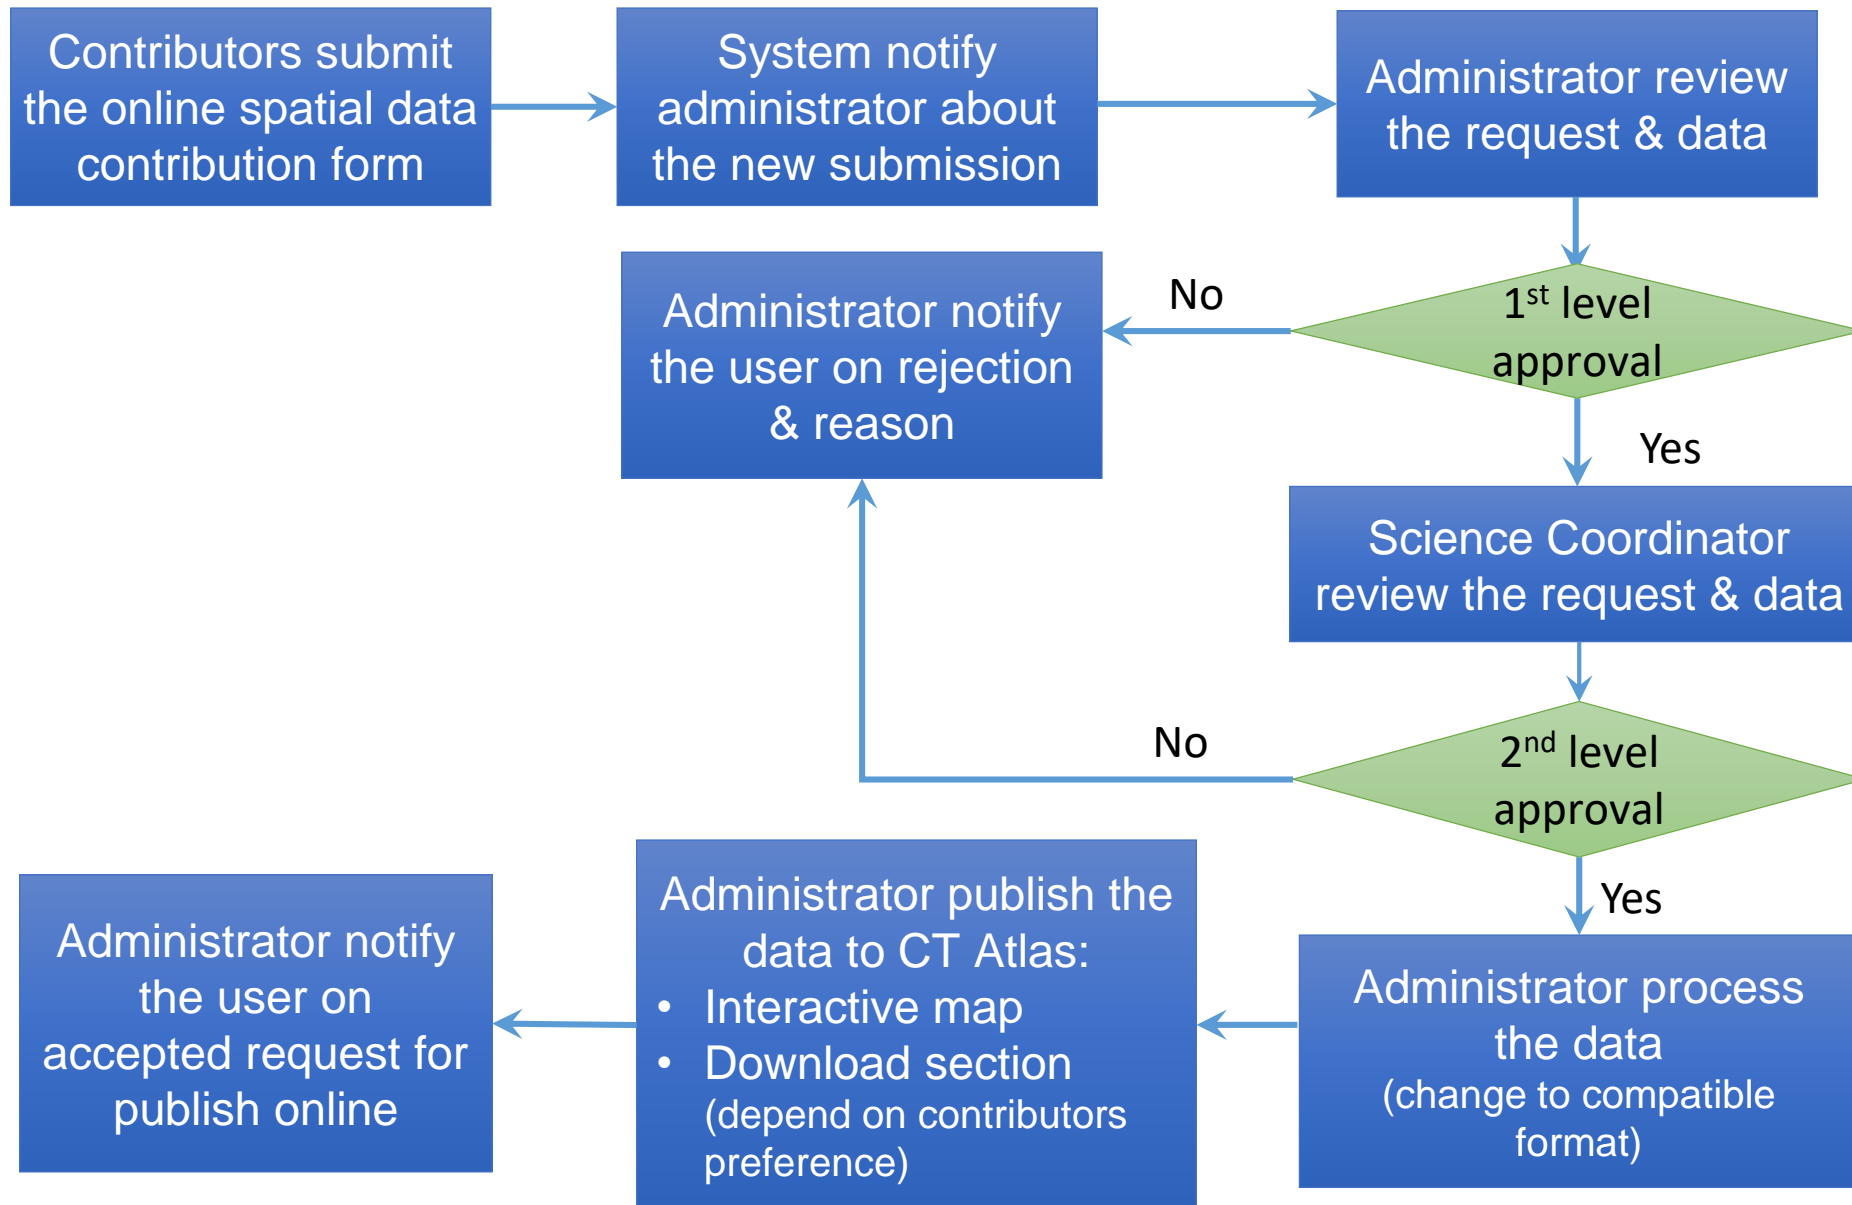 Contributors submit
the online spatial data
contribution form
System notify
administrator about
the new submission
Administrator review
the request & data
Administrator notify
the user on rejection
& reason
No
1st level
approval
Yes
Science Coordinator
review the request & data
No
2nd level
approval
Yes
Administrator notify
the user on
accepted request for
publish online
Administrator publish the
data to CT Atlas:
• Interactive map
• Download section
(depend on contributors
preference)
Administrator process
the data
(change to compatible
format)